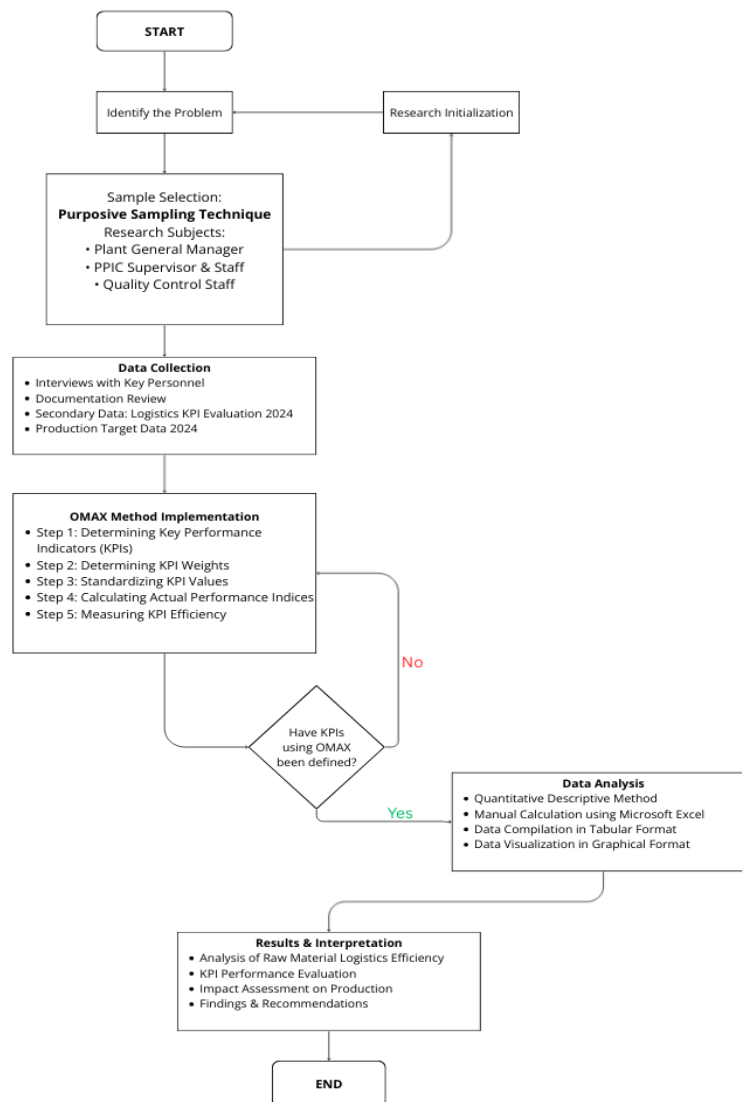 START
Identify the Problem
Research Initialization
Sample Selection:
Purposive Sampling Technique
Research Subjects:
• Plant General Manager
• PPIC Supervisor & Staff
• Quality Control Staff
Data Collection
• Interviews with Key Personnel
• Documentation Review
• Secondary Data: Logistics KPI Evaluation 2024
• Production Target Data 2024
OMAX Method Implementation
• Step 1: Determining Key Performance
Indicators (KPIs)
• Step 2: Determining KPI Weights
• Step 3: Standardizing KPI Values
• Step 4: Calculating Actual Performance Indices
• Step 5: Measuring KPI Efficiency
No
Have KPIs
using OMAX
been defined?
Yes
Data Analysis
• Quantitative Descriptive Method
• Manual Calculation using Microsoft Excel
• Data Compilation in Tabular Format
• Data Visualization in Graphical Format
Results & Interpretation
• Analysis of Raw Material Logistics Efficiency
• KPI Performance Evaluation
• Impact Assessment on Production
• Findings & Recommendations
END